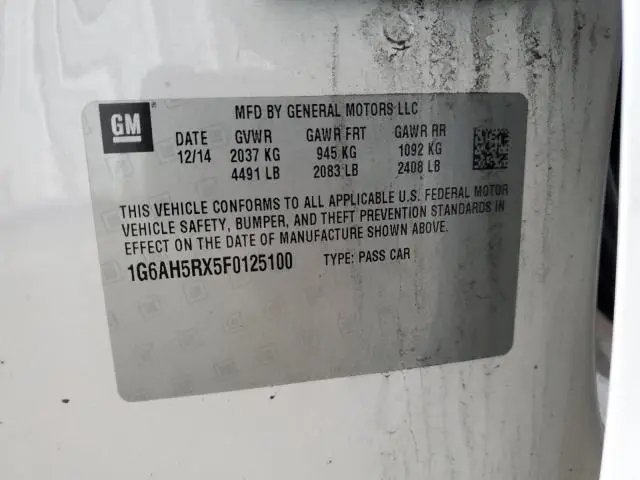 GM
MFD BY GENERAL MOTORS LLC
DATE GVWR GAWR FRT GAWR RR
12/14 2037 KG 945 KG 1092 KG
4491 LB 2083 LB 2408 LB
THIS VEHICLE CONFORMS TO ALL APPLICABLE U.S. FEDERAL MOTOR
VEHICLE SAFETY, BUMPER, AND THEFT PREVENTION STANDARDS IN
EFFECT ON THE DATE OF MANUFACTURE SHOWN ABOVE.
1G6AH5RX5F0125100 TYPE: PASS CAR